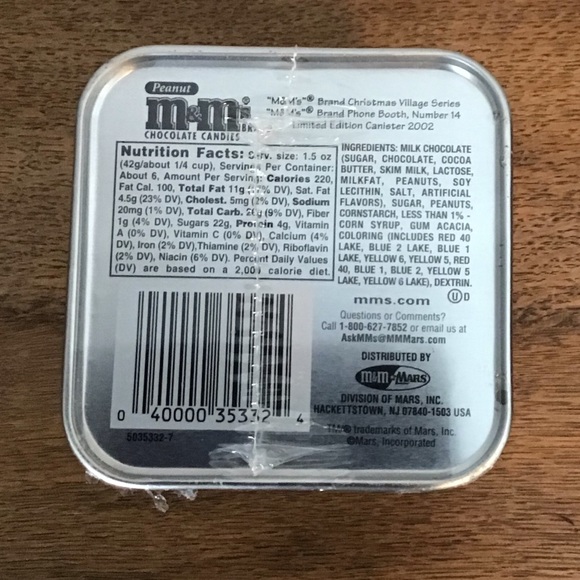 Peanut
m&m's®
CHOCOLATE CANDIES
"M&M's"® Brand Christmas Village Series
"M&M's"® Brand Phone Booth, Number 14
Limited Edition Canister 2002
Nutrition Facts: Serv. size: 1.5 oz
(42g/about 1/4 cup), Servings Per Container:
About 6, Amount Per Serving: Calories 220,
Fat Cal. 100, Total Fat 11g (17% DV), Sat. Fat
4.5g (23% DV), Cholest. 5mg (2% DV), Sodium
20mg (1% DV), Total Carb. (9% DV), Fiber
1g (4% DV), Sugars 22g, Protein 4g, Vitamin
A (0% DV), Vitamin C (0% DV), Calcium (4%
DV), Iron (2% DV),Thiamine (2% DV), Riboflavin
(2% DV), Niacin (6% DV). Percent Daily Values
(DV) are based on a 2,000 calorie diet.
INGREDIENTS: MILK CHOCOLATE
(SUGAR, CHOCOLATE, COCOA
BUTTER, SKIM MILK, LACTOSE,
MILKFAT, PEANUTS, SOY
LECITHIN, SALT, ARTIFICIAL
FLAVORS), SUGAR, PEANUTS,
CORNSTARCH, LESS THAN 1% -
CORN SYRUP, GUM ACACIA,
COLORING (INCLUDES RED 40
LAKE, BLUE 2 LAKE, BLUE 1
LAKE, YELLOW 6, YELLOW 5, RED
40, BLUE 1, BLUE 2, YELLOW 5
LAKE, YELLOW 6 LAKE), DEXTRIN.
mms.com
Ⓤ D
Questions or Comments?
Call 1-800-627-7852 or email us at
AskMMs@MMMars.com
DISTRIBUTED BY
m&m MARS
DIVISION OF MARS, INC.
HACKETTSTOWN, NJ 07840-1503 USA
™/® trademarks of Mars, Inc.
©Mars, Incorporated
0 40000 35332 4
5035332-7